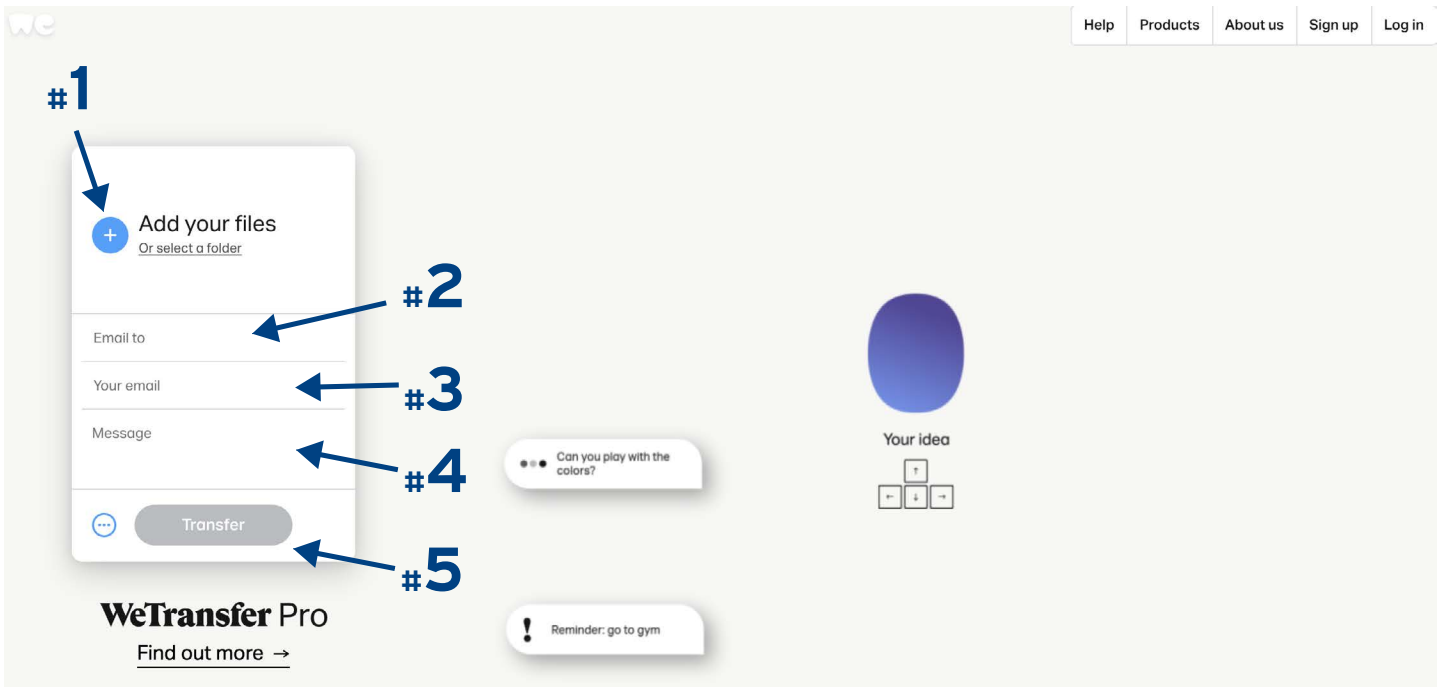 we
Help
Products
About us
Sign up
Log in
#1
Add your files
Or select a folder
#2
Email to
#3
Your email
Message
#4
Can you play with the
colors?
Your idea
Transfer
#5
WeTransfer Pro
Find out more →
Reminder: go to gym